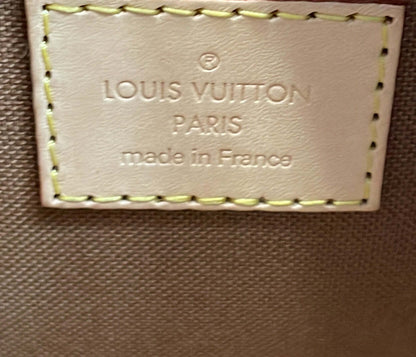 ®
LOUIS VUITTON
PARIS
made in France